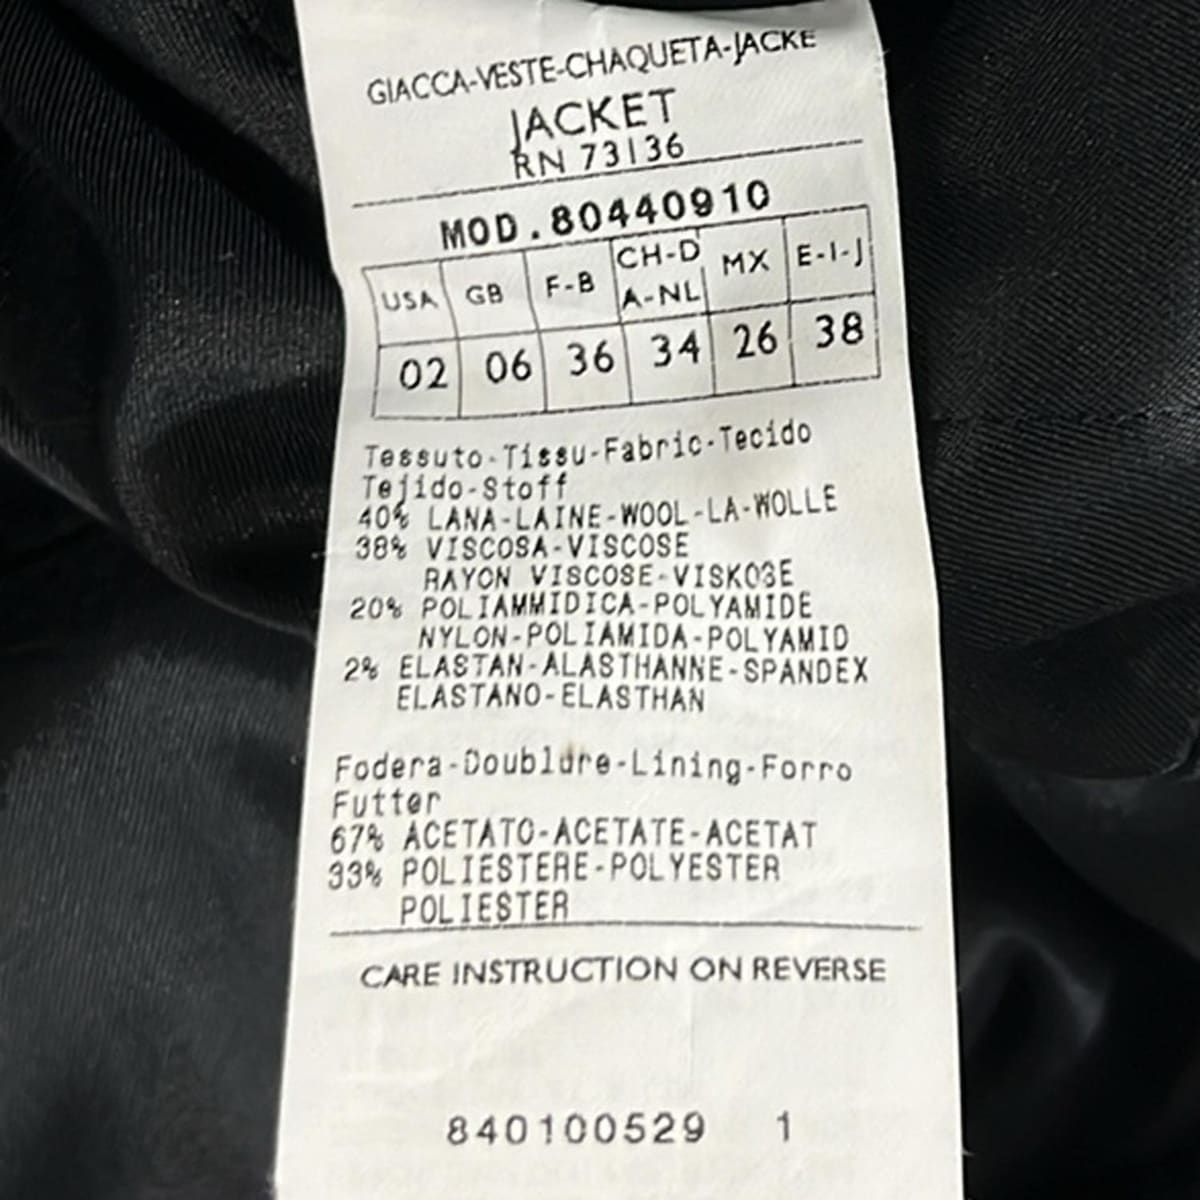 GIACCA-VESTE-CHAQUETA-JACKE
JACKET
RN 73136
MOD.80440910
USA GB F-B CH-D A-NL MX E-I-J
02 06 36 34 26 38
Tessuto-Tissu-Fabric-Tecido
Tejido-Stoff
40% LANA-LAINE-WOOL-LA-WOLLE
38% VISCOSA-VISCOSE
RAYON VISCOSE-VISKOSE
20% POLIAMMIDICA-POLYAMIDE
NYLON-POLIAMIDA-POLYAMID
2% ELASTAN-ALASTHANNE-SPANDEX
ELASTANO-ELASTHAN
Fodera-Doublure-Lining-Forro
Futter
67% ACETATO-ACETATE-ACETAT
33% POLIESTERE-POLYESTER
POLIESTER
CARE INSTRUCTION ON REVERSE
840100529 1